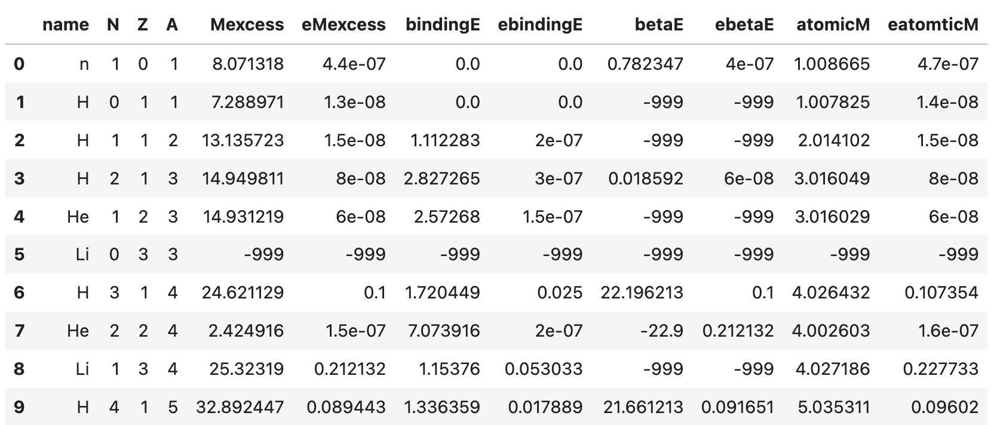 name N Z A Mexcess eMexcess bindingE ebindingE betaE ebetaE atomicM eatomticM
0 n 1 0 1 8.071318 4.4e-07 0.0 0.0 0.782347 4e-07 1.008665 4.7e-07
1 H 0 1 1 7.288971 1.3e-08 0.0 0.0 -999 -999 1.007825 1.4e-08
2 H 1 1 2 13.135723 1.5e-08 1.112283 2e-07 -999 -999 2.014102 1.5e-08
3 H 2 1 3 14.949811 8e-08 2.827265 3e-07 0.018592 6e-08 3.016049 8e-08
4 He 1 2 3 14.931219 6e-08 2.57268 1.5e-07 -999 -999 3.016029 6e-08
5 Li 0 3 3 -999 -999 -999 -999 -999 -999 -999 -999
6 H 3 1 4 24.621129 0.1 1.720449 0.025 22.196213 0.1 4.026432 0.107354
7 He 2 2 4 2.424916 1.5e-07 7.073916 2e-07 -22.9 0.212132 4.002603 1.6e-07
8 Li 1 3 4 25.32319 0.212132 1.15376 0.053033 -999 -999 4.027186 0.227733
9 H 4 1 5 32.892447 0.089443 1.336359 0.017889 21.661213 0.091651 5.035311 0.09602